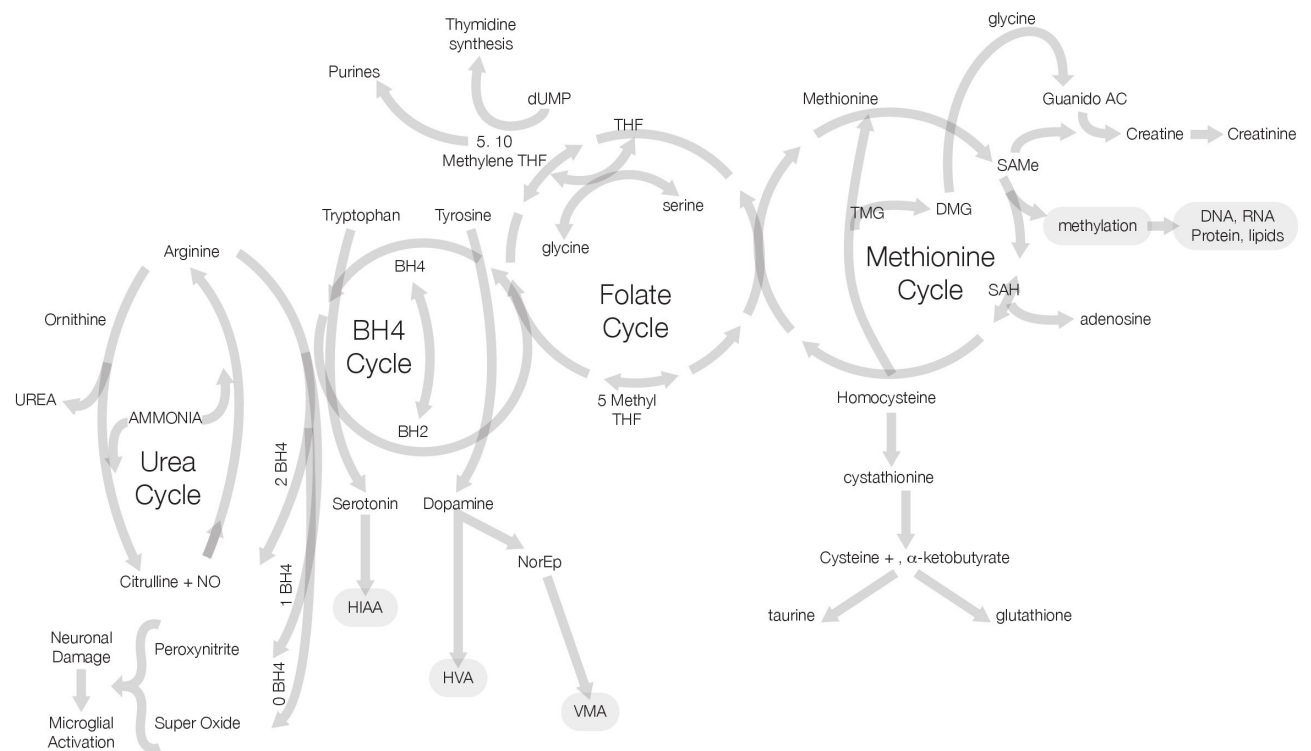 Thymidine
synthesis
glycine
Purines
dUMP
Methionine
Guanido AC
THF
Creatine
Creatinine
5. 10
Methylene THF
SAMe
serine
TMG
DMG
methylation
DNA, RNA
Protein, lipids
Tryptophan
Tyrosine
glycine
Arginine
BH4
Methionine
Cycle
Folate
Cycle
SAH
adenosine
Ornithine
BH4
Cycle
UREA
AMMONIA
5 Methyl
THF
Homocysteine
BH2
Urea
Cycle
2 BH4
cystathionine
Serotonin
Dopamine
Citrulline + NO
1 BH4
NorEp
Cysteine + , α-ketobutyrate
HIAA
taurine
glutathione
Neuronal
Damage
Peroxynitrite
0 BH4
HVA
Microglial
Activation
Super Oxide
VMA